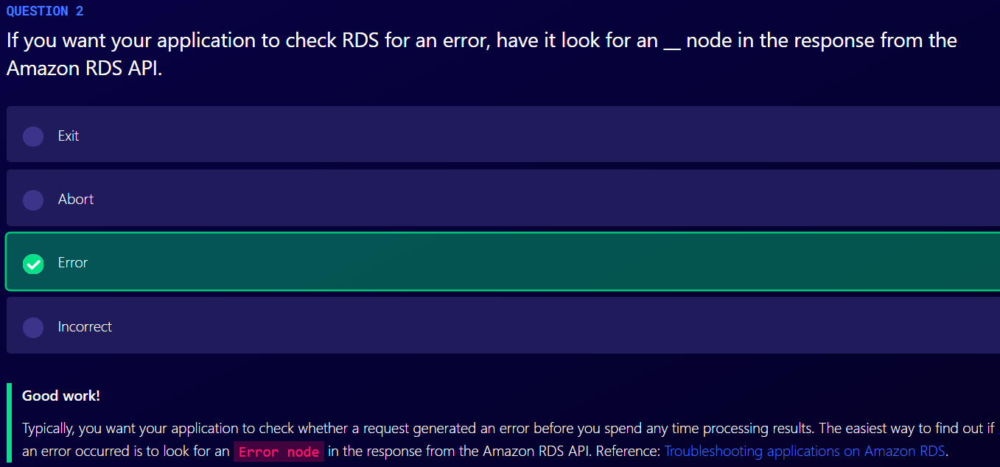 QUESTION 2
If you want your application to check RDS for an error, have it look for an __ node in the response from the
Amazon RDS API.
Exit
Abort
Error
Incorrect
Good work!
Typically, you want your application to check whether a request generated an error before you spend any time processing results. The easiest way to find out if
an error occurred is to look for an Error node in the response from the Amazon RDS API. Reference: Troubleshooting applications on Amazon RDS.